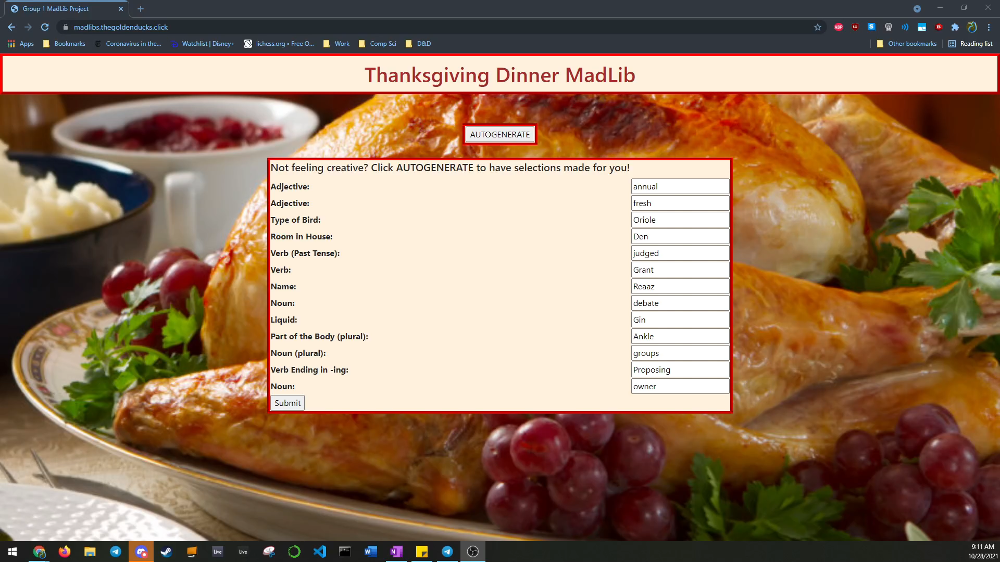 Group 1 MadLib Project
madlibs.thegoldenducks.click
Apps Bookmarks Coronavirus in the... Watchlist | Disney+ lichess.org • Free O... Work Comp Sci D&D Other bookmarks Reading list
Thanksgiving Dinner MadLib
AUTOGENERATE
Not feeling creative? Click AUTOGENERATE to have selections made for you!
Adjective: annual
Adjective: fresh
Type of Bird: Oriole
Room in House: Den
Verb (Past Tense): judged
Verb: Grant
Name: Reaaz
Noun: debate
Liquid: Gin
Part of the Body (plural): Ankle
Noun (plural): groups
Verb Ending in -ing: Proposing
Noun: owner
Submit
Live Live
9:11 AM
10/28/2021